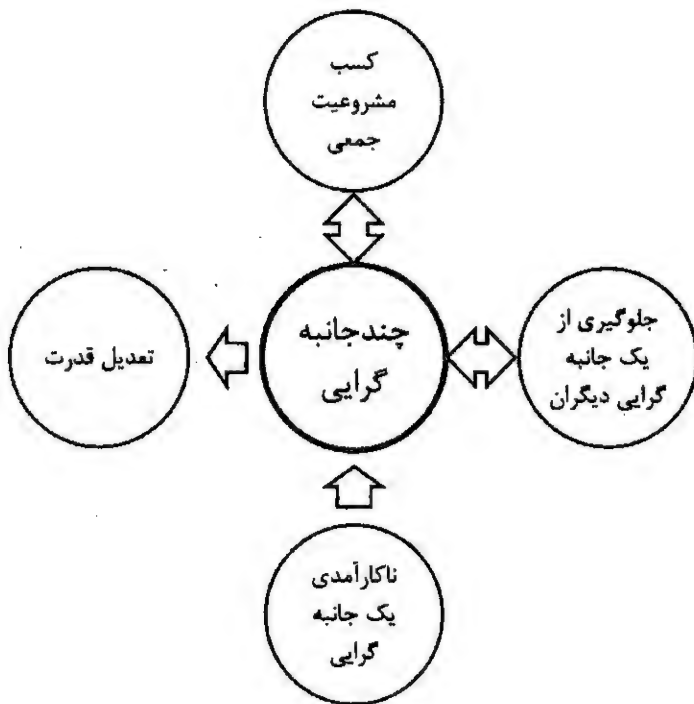 کسب
مشروعیت
جمعی
جلوگیری از
یک جانبه
گرایی دیگران
چندجانبه
گرایی
تعدیل قدرت
ناکارآمدی
یک جانبه
گرایی